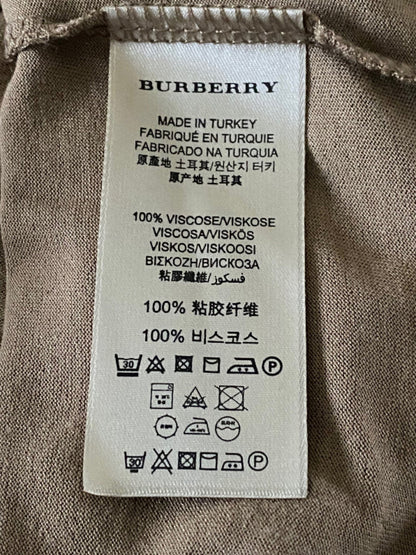 BURBERRY
MADE IN TURKEY
FABRIQUÉ EN TURQUIE
FABRICADO NA TURQUIA
原產地 土耳其/원산지 터키
原产地 土耳其
100% VISCOSE/VISKOSE
VISCOSA/VISKÓS
VISKOS/VISKOOSI
ΒΙΣΚΟΖΗ/ВИСКОЗА
粘膠纖維/فسكوز
100% 粘胶纤维
100% 비스코스
30 P
30 P